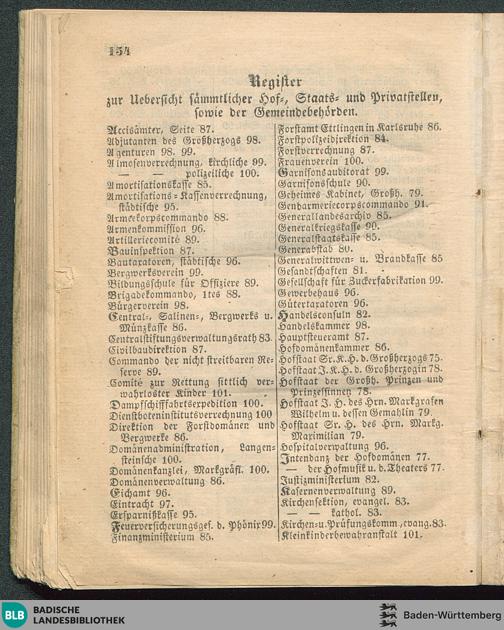 154
Register
zur Uebersicht sämmtlicher Hof-, Staats- und Privatstellen,
sowie der Gemeindebehörden.
Accisämter, Seite 87.
Adjutanten des Großherzogs 98.
Agenturen 98. 99.
Almosenverrechnung, kirchliche 99.
— — polizeiliche 100.
Amortisationskasse 85.
Amortisations-Kassenverrechnung,
städtische 95.
Armeekorpscommando 88.
Armenkommission 96.
Artilleriecomité 89.
Bauinspektion 87.
Bautaxatoren, städtische 96.
Bergwerksverein 99.
Bildungsschule für Offiziere 89.
Brigadekommando, 1tes 88.
Bürgerverein 98.
Central-, Salinen-, Bergwerks u.
Münzkasse 86.
Centralstiftungsverwaltungsrath 83.
Civilbaudirektion 87.
Commando der nicht streitbaren Re-
serve 89.
Comité zur Rettung sittlich ver-
wahrloster Kinder 101.
Dampfschifffahrtsexpedition 100.
Dienstboteninstitutsverrechnung 100
Direktion der Forstdomänen und
Bergwerke 86.
Domänenadministration, Langen-
steinsche 100.
Domänenkanzlei, Markgräfl. 100.
Domänenverwaltung 86.
Eichamt 96.
Eintracht 97.
Ersparnißkasse 95.
Feuerversicherungsges. d. Phönix 99.
Finanzministerium 85.
Forstamt Ettlingen in Karlsruhe 86.
Forstpolizeidirektion 84.
Forstverrechnung 87.
Frauenverein 100.
Garnisonsauditorat 99.
Garnisonsschule 90.
Geheimes Kabinet, Großh. 79.
Gendarmeriecorpscommando 91.
Generallandesarchiv 85.
Generalkriegskasse 90.
Generalstaatskasse 85.
Generalstab 80.
Generalwittwen- u. Brandkasse 85
Gesandtschaften 81.
Gesellschaft für Zuckerfabrikation 99.
Gewerbehaus 96.
Gütertaxatoren 96.
Handelsconsuln 82.
Handelskammer 98.
Hauptsteueramt 87.
Hofdomänenkammer 86.
Hofstaat Sr. K. H. d. Großherzogs 75.
Hofstaat J. K. H. d. Großherzogin 78.
Hofstaat der Großh. Prinzen und
Prinzessinnen 78.
Hofstaat J. H. des Hrn. Markgrafen
Wilhelm u. dessen Gemahlin 79.
Hofstaat Sr. H. des Hrn. Markg.
Maximilian 79.
Hospitalverwaltung 96.
Intendanz der Hofdomänen 77.
— der Hofmusik u. d. Theaters 77.
Justizministerium 82.
Kasernenverwaltung 89.
Kirchensektion, evangel. 83.
— — kathol. 83.
Kirchen- u. Prüfungskomm., evang. 83.
Kleinkinderbewahranstalt 101.
BLB BADISCHE
LANDESBIBLIOTHEK
Baden-Württemberg